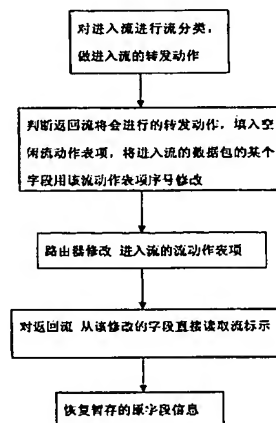 对进入流进行流分类，
做进入流的转发动作
判断返回流将会进行的转发动作，填入空
闲流动作表项，将进入流的数据包的某个
字段用该流动作表项序号修改
路由器修改 进入流的流动作表项
对返回流 从该修改的字段直接读取流标示
恢复暂存的原字段信息